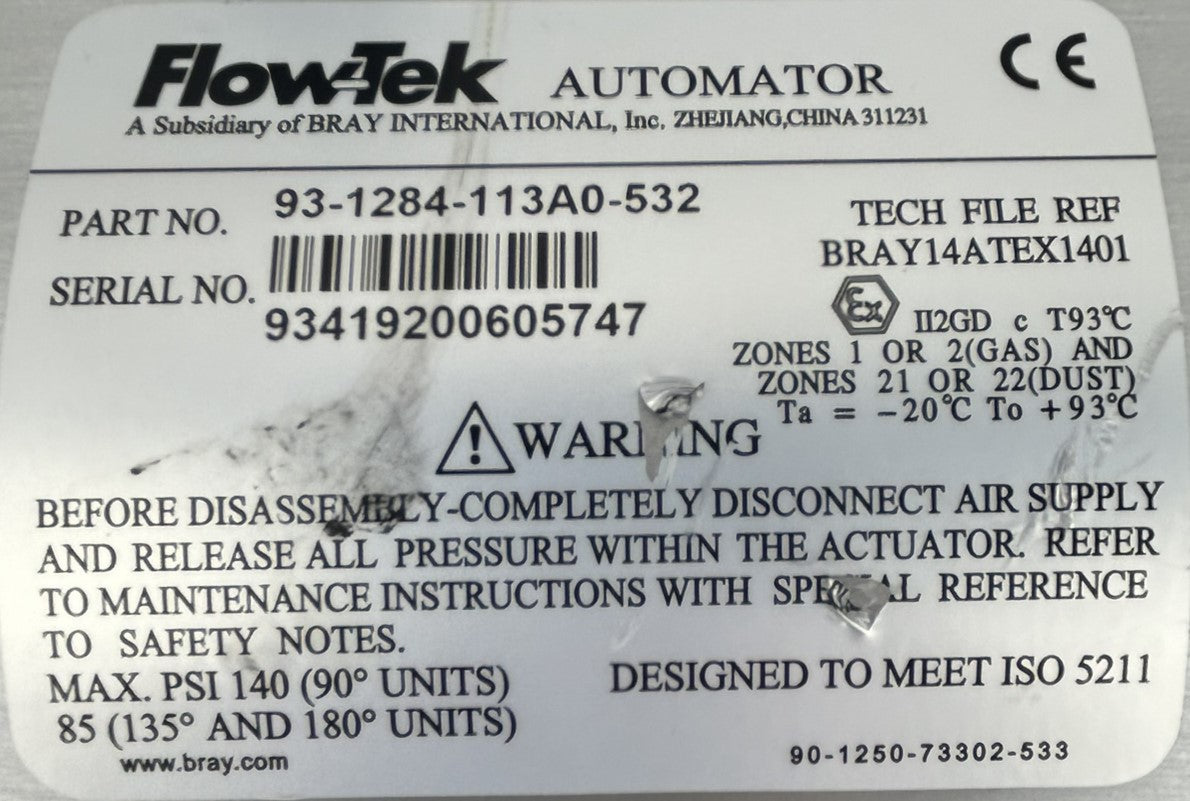 Flow-Tek AUTOMATOR CE
A Subsidiary of BRAY INTERNATIONAL, Inc. ZHEJIANG,CHINA 311231
PART NO. 93-1284-113A0-532
SERIAL NO. 93419200605747
TECH FILE REF
BRAY14ATEX1401
Ex II2GD c T93℃
ZONES 1 OR 2(GAS) AND
ZONES 21 OR 22(DUST)
Ta = -20℃ To +93℃
WARNING
BEFORE DISASSEMBLY-COMPLETELY DISCONNECT AIR SUPPLY
AND RELEASE ALL PRESSURE WITHIN THE ACTUATOR. REFER
TO MAINTENANCE INSTRUCTIONS WITH SPECIAL REFERENCE
TO SAFETY NOTES.
MAX. PSI 140 (90° UNITS)
85 (135° AND 180° UNITS)
www.bray.com
DESIGNED TO MEET ISO 5211
90-1250-73302-533